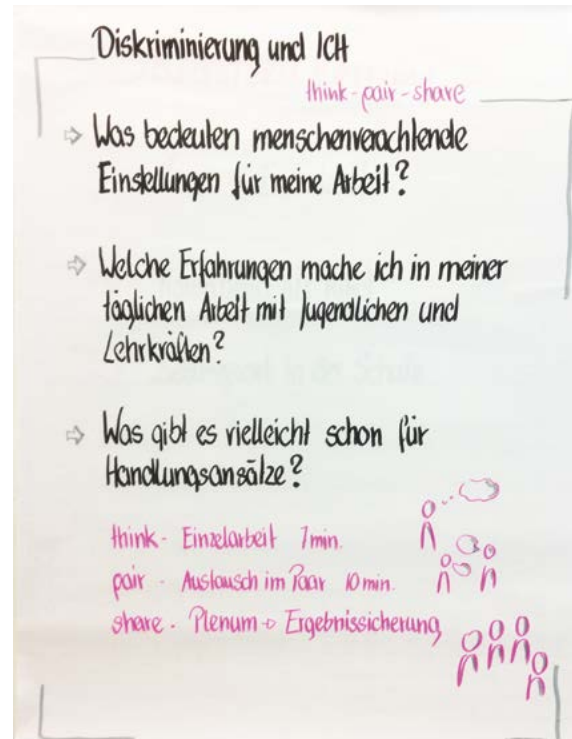 Diskriminierung und ICH
think - pair - share
⇨ Was bedeuten menschenverachtende
Einstellungen für meine Arbeit?
⇨ Welche Erfahrungen mache ich in meiner
täglichen Arbeit mit Jugendlichen und
Lehrkräften?
⇨ Was gibt es vielleicht schon für
Handlungsansätze?
think - Einzelarbeit 7min.
pair - Austausch im Paar 10min.
share - Plenum → Ergebnissicherung